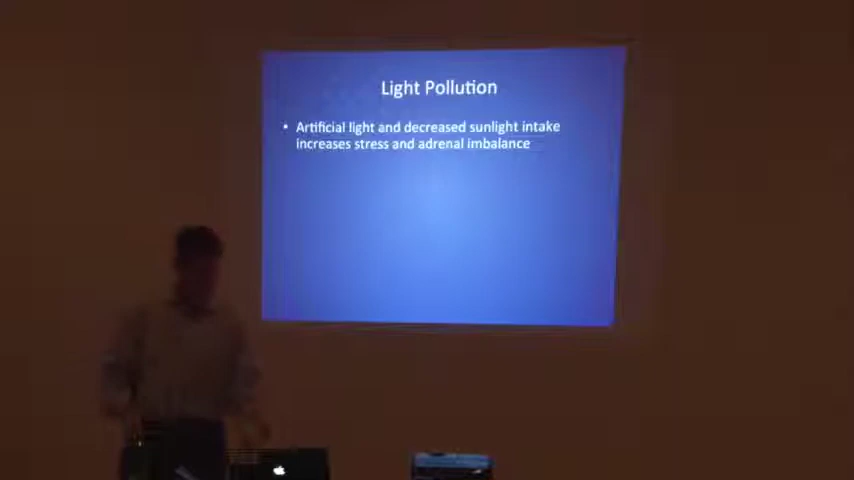 Light Pollution
• Artificial light and decreased sunlight intake
increases stress and adrenal imbalance